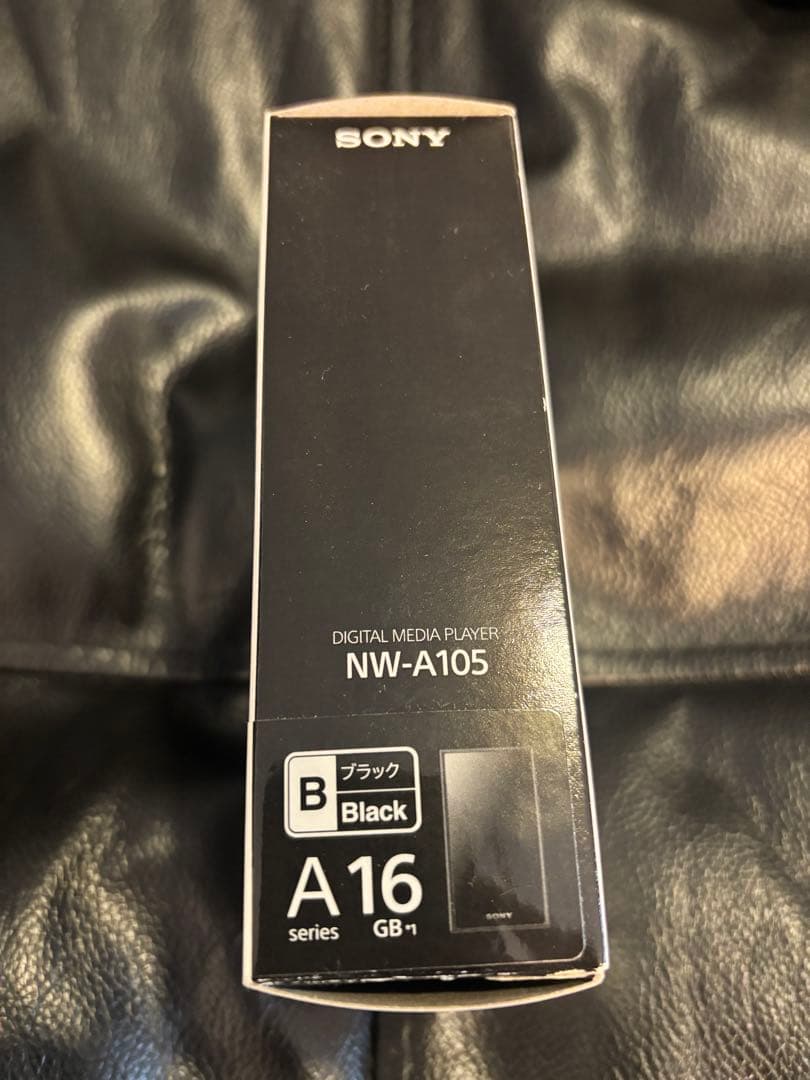 SONY
DIGITAL MEDIA PLAYER
NW-A105
B ブラック
Black
A 16
series GB *1
SONY